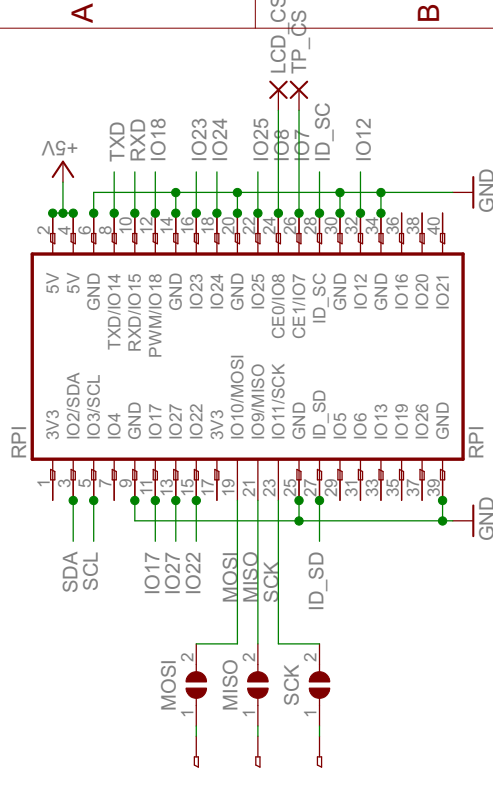 A
B
LCD_CS
TP_CS
+5V
TXD
RXD
IO18
IO23
IO24
IO25
IO8
IO7
ID_SC
IO12
GND
2
4
6
8
10
12
14
16
18
20
22
24
26
28
30
32
34
36
38
40
5V
5V
GND
TXD/IO14
RXD/IO15
PWM/IO18
GND
IO23
IO24
GND
IO25
CE0/IO8
CE1/IO7
ID_SC
GND
IO12
GND
IO16
IO20
IO21
RPI
3V3
IO2/SDA
IO3/SCL
IO4
GND
IO17
IO27
IO22
3V3
IO10/MOSI
IO9/MISO
IO11/SCK
GND
ID_SD
IO5
IO6
IO13
IO19
IO26
GND
RPI
1
3
5
7
9
11
13
15
17
19
21
23
25
27
29
31
33
35
37
39
SDA
SCL
IO17
IO27
IO22
MOSI
MISO
SCK
ID_SD
GND
MOSI
1
2
MISO
1
2
SCK
1
2